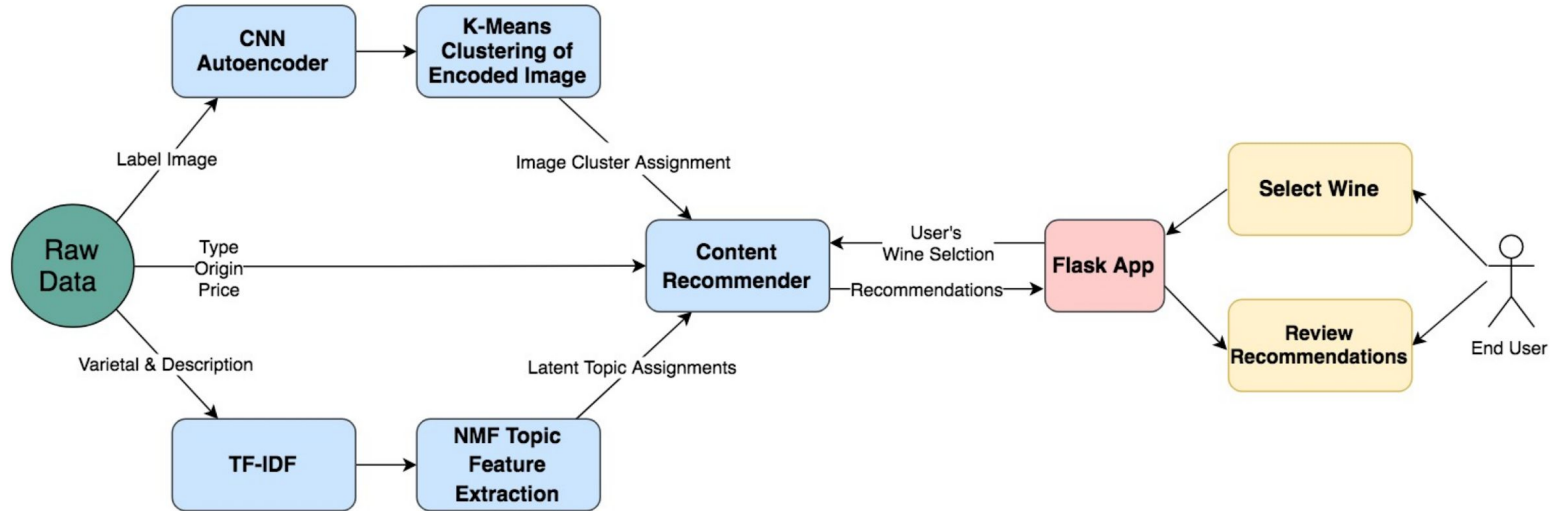 CNN
Autoencoder
K-Means
Clustering of
Encoded Image
Label Image
Image Cluster Assignment
Raw
Data
Type
Origin
Price
Content
Recommender
User's
Wine Selction
Recommendations
Flask App
Select Wine
Review
Recommendations
End User
Varietal & Description
Latent Topic Assignments
TF-IDF
NMF Topic
Feature
Extraction